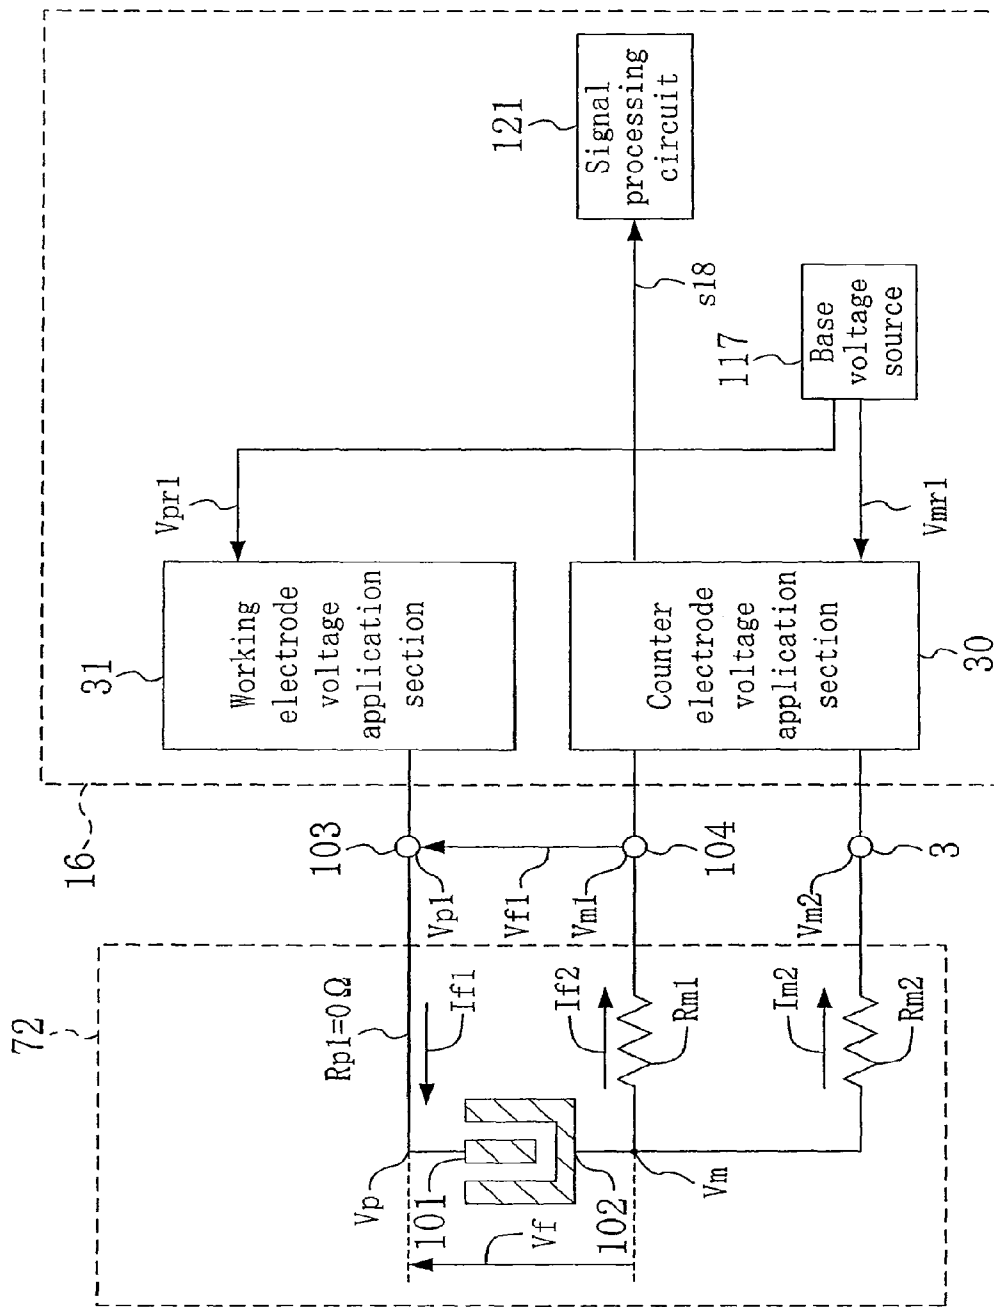 72
16
Rp1=0Ω
If1
Vp
101
Vf
102
Vm
If2
Rm1
Im2
Rm2
103
Vp1
Vf1
Vm1
104
Vm2
3
31
Working
electrode
voltage
application
section
Vpr1
Counter
electrode
voltage
application
section
30
Vmr1
s18
117
Base
voltage
source
121
Signal
processing
circuit